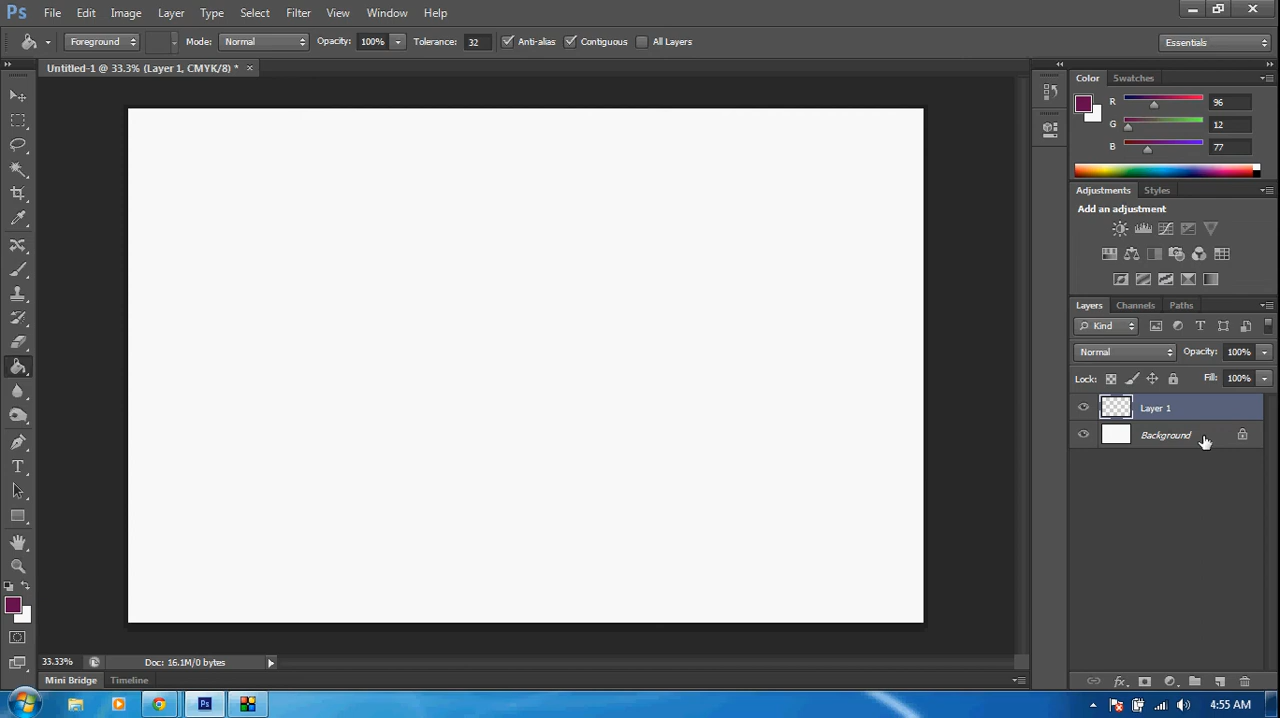 Ps File Edit Image Layer Type Select Filter View Window Help
Foreground Mode: Normal Opacity: 100% Tolerance: 32 Anti-alias Contiguous All Layers Essentials
Untitled-1 @ 33.3% (Layer 1, CMYK/8) * ×
Color Swatches
R 96
G 12
B 77
Adjustments Styles
Add an adjustment
Layers Channels Paths
Kind T
Normal Opacity: 100%
Lock: Fill: 100%
Layer 1
Background
T
33.33% Doc: 16.1M/0 bytes
fx
Mini Bridge Timeline
Ps 4:55 AM